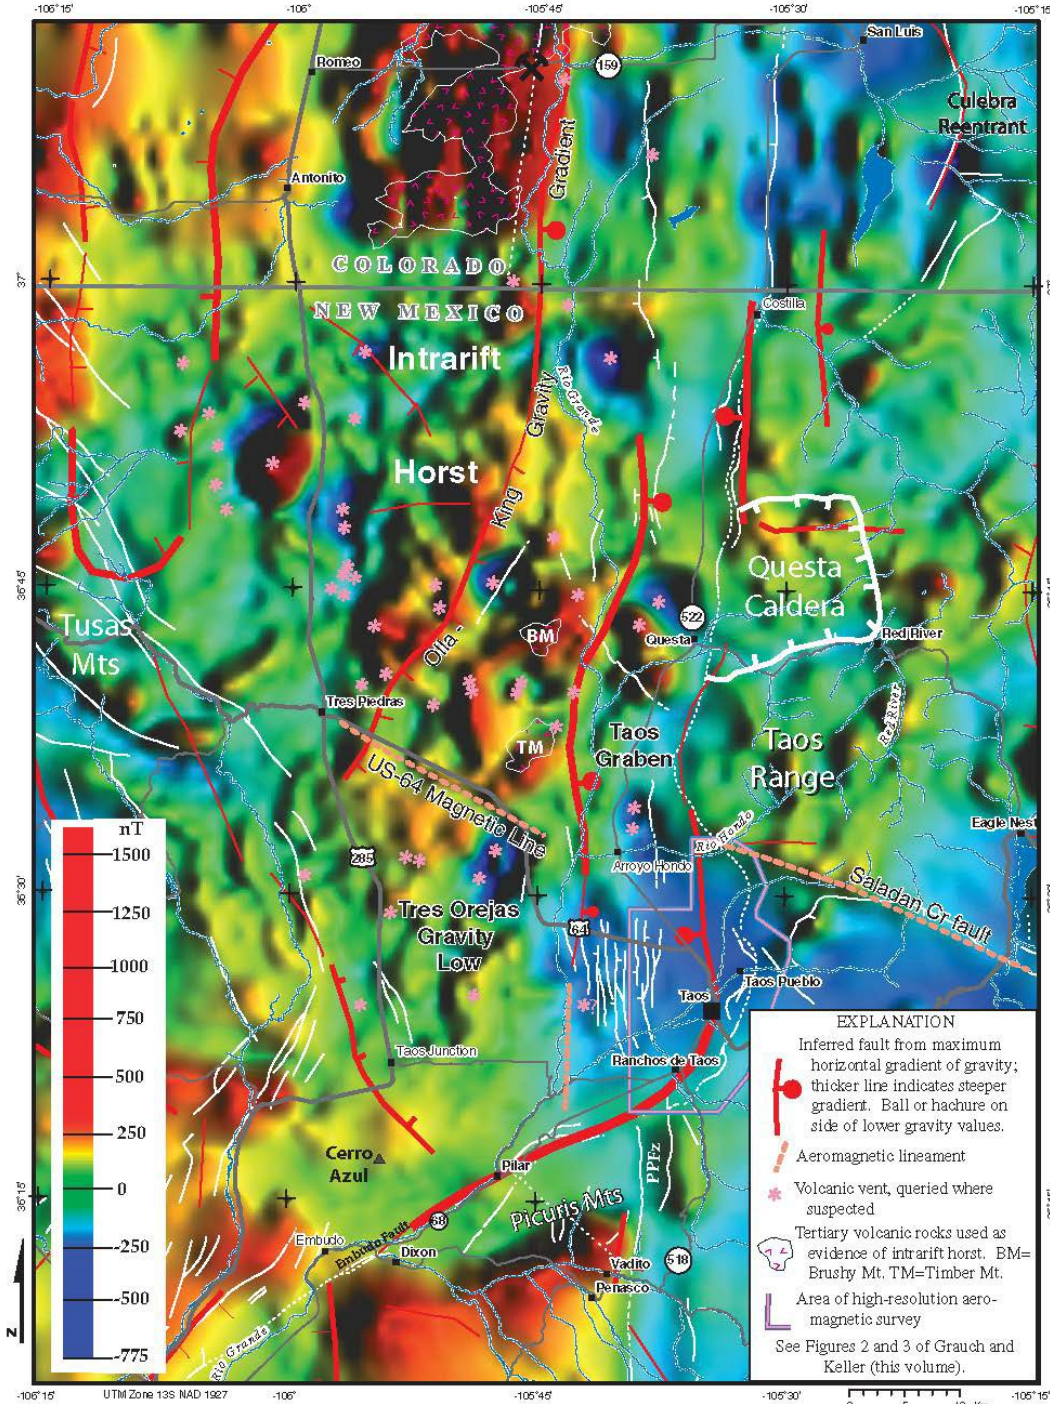 -106°15'
-106°
-105°45'
-105°30'
-105°15'
San Luis
Romeo
159
Culebra
Reentrant
Antonito
Gradient
COLORADO
37°
NEW MEXICO
Costilla
Intrarift
Rio Grande
Gravity
Horst
King
Questa
Caldera
36°45'
Tusas
Mts
522
BM
Questa
Red River
Olla -
Tres Piedras
Red River
TM
Taos
Graben
Taos
Range
US-64 Magnetic Line
Eagle Nest
nT
1500
1250
1000
750
500
250
0
-250
-500
-775
Rio Hondo
285
Arroyo Hondo
36°30'
Saladan Cr fault
Tres Orejas
Gravity
Low
64
Taos Pueblo
Taos
?
Taos Junction
Ranchos de Taos
Cerro
Azul
Pilar
PPFz
36°15'
Picuris Mts
68
Embudo
Embudo Fault
Dixon
Vadito
518
Penasco
Rio Grande
N
EXPLANATION
Inferred fault from maximum
horizontal gradient of gravity;
thicker line indicates steeper
gradient. Ball or hachure on
side of lower gravity values.
Aeromagnetic lineament
Volcanic vent, queried where
suspected
Tertiary volcanic rocks used as
evidence of intrarift horst. BM=
Brushy Mt. TM=Timber Mt.
Area of high-resolution aero-
magnetic survey
See Figures 2 and 3 of Grauch and
Keller (this volume).
-106°15'
UTM Zone 13S NAD 1927
-106°
-105°45'
-105°30'
-105°15'